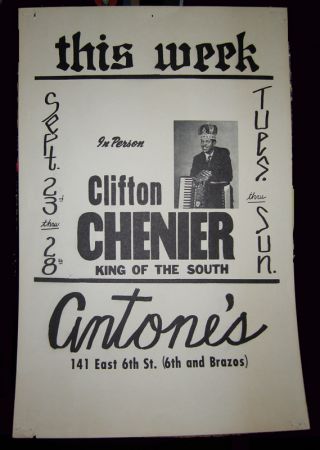 this week
Sept. 23rd thru 28th
Tues. thru Sun.
In Person
Clifton
CHENIER
KING OF THE SOUTH
Antone's
141 East 6th St. (6th and Brazos)